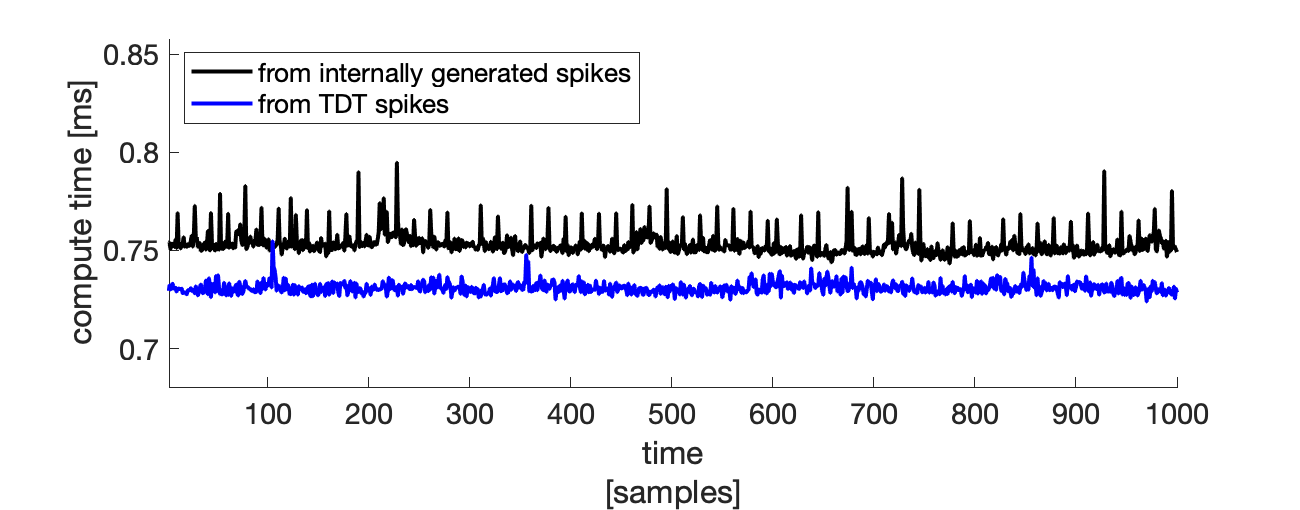 0.85
0.8
0.75
0.7
compute time [ms]
from internally generated spikes
from TDT spikes
100 200 300 400 500 600 700 800 900 1000
time
[samples]